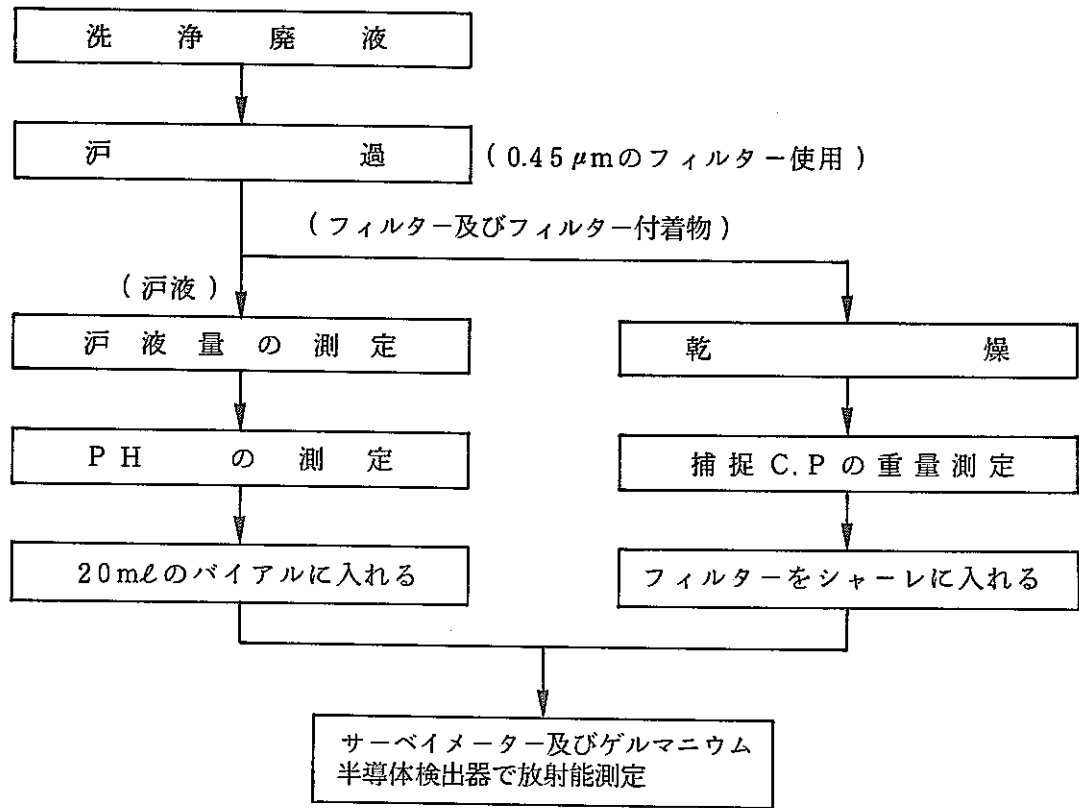 洗浄廃液
沪過
( 0.45μmのフィルター使用 )
( フィルター及びフィルター付着物 )
( 沪液 )
沪液量の測定
PHの測定
20mℓのバイアルに入れる
乾燥
捕捉C.Pの重量測定
フィルターをシャーレに入れる
サーベイメーター及びゲルマニウム
半導体検出器で放射能測定